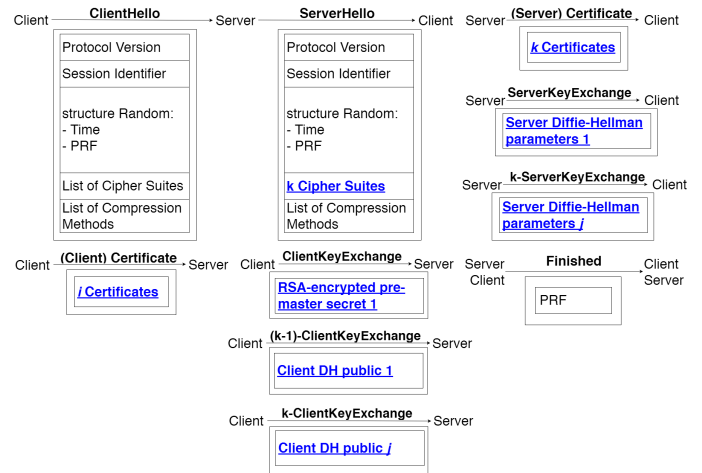 ClientHello
Client Server
Protocol Version
Session Identifier
structure Random:
- Time
- PRF
List of Cipher Suites
List of Compression
Methods
ServerHello
Server Client
Protocol Version
Session Identifier
structure Random:
- Time
- PRF
k Cipher Suites
List of Compression
Methods
(Server) Certificate
Server Client
k Certificates
ServerKeyExchange
Server Client
Server Diffie-Hellman
parameters 1
k-ServerKeyExchange
Server Client
Server Diffie-Hellman
parameters j
(Client) Certificate
Client Server
i Certificates
ClientKeyExchange
Client Server
RSA-encrypted pre-
master secret 1
(k-1)-ClientKeyExchange
Client Server
Client DH public 1
k-ClientKeyExchange
Client Server
Client DH public j
Finished
Server Client
Client Server
PRF